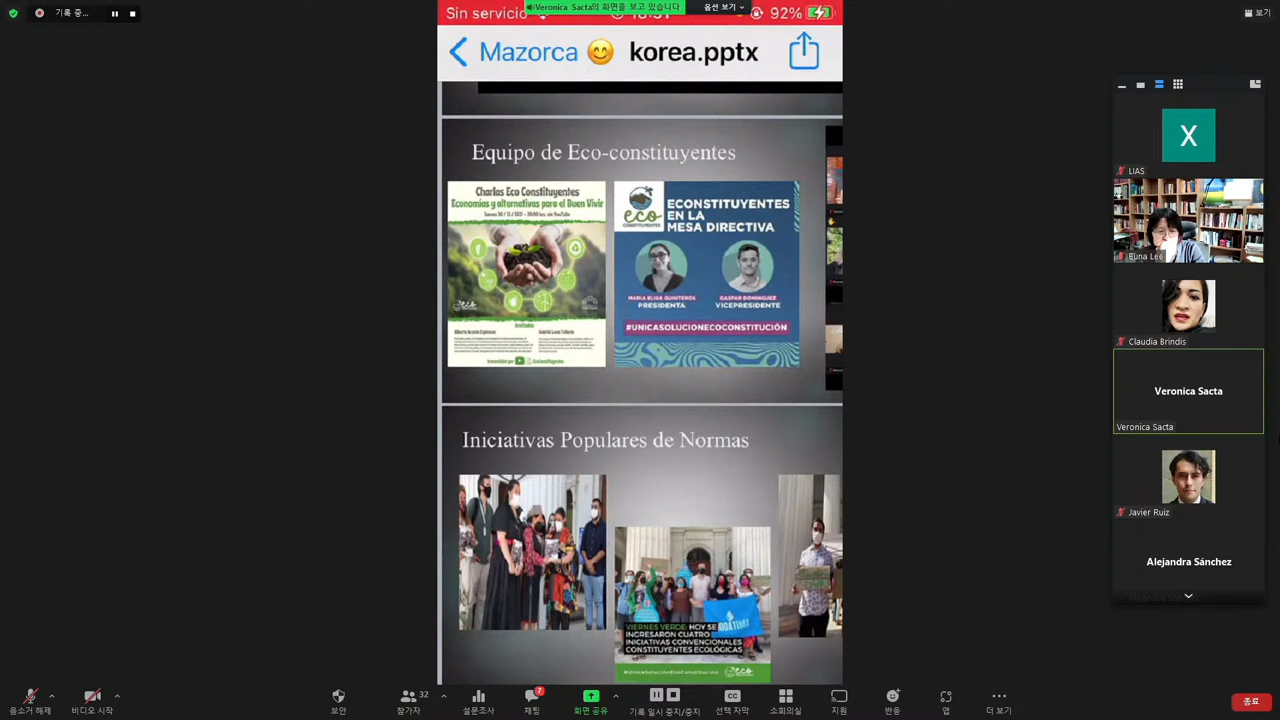 기록 중...
Sin servicio
Veronica Sacta의 화면을 보고 있습니다
옵션 보기
92%
보기
Mazorca 😊 korea.pptx
Equipo de Eco-constituyentes
Charlas Eco Constituyentes
Economías y alternativas para el Buen Vivir
eco
CONSTITUYENTES
ECONSTITUYENTES
EN LA
MESA DIRECTIVA
MARIA ELISA QUINTEROS
PRESIDENTA
GASPAR DOMINGUEZ
VICEPRESIDENTE
#UNICASOLUCIONECOCONSTITUCIÓN
Iniciativas Populares de Normas
VIERNES VERDE: HOY SE
INGRESARON CUATRO
INICIATIVAS CONVENCIONALES
CONSTITUYENTES ECOLÓGICAS
eco
X
LIAS
EUna Lee
Claudia Brindis
Veronica Sacta
Veronica Sacta
Javier Ruiz
Alejandra Sánchez
음소거 해제
비디오 시작
보안
참가자
32
설문조사
채팅
7
화면 공유
기록 일시 중지/중지
선택 자막
소회의실
지원
반응
앱
더 보기
종료